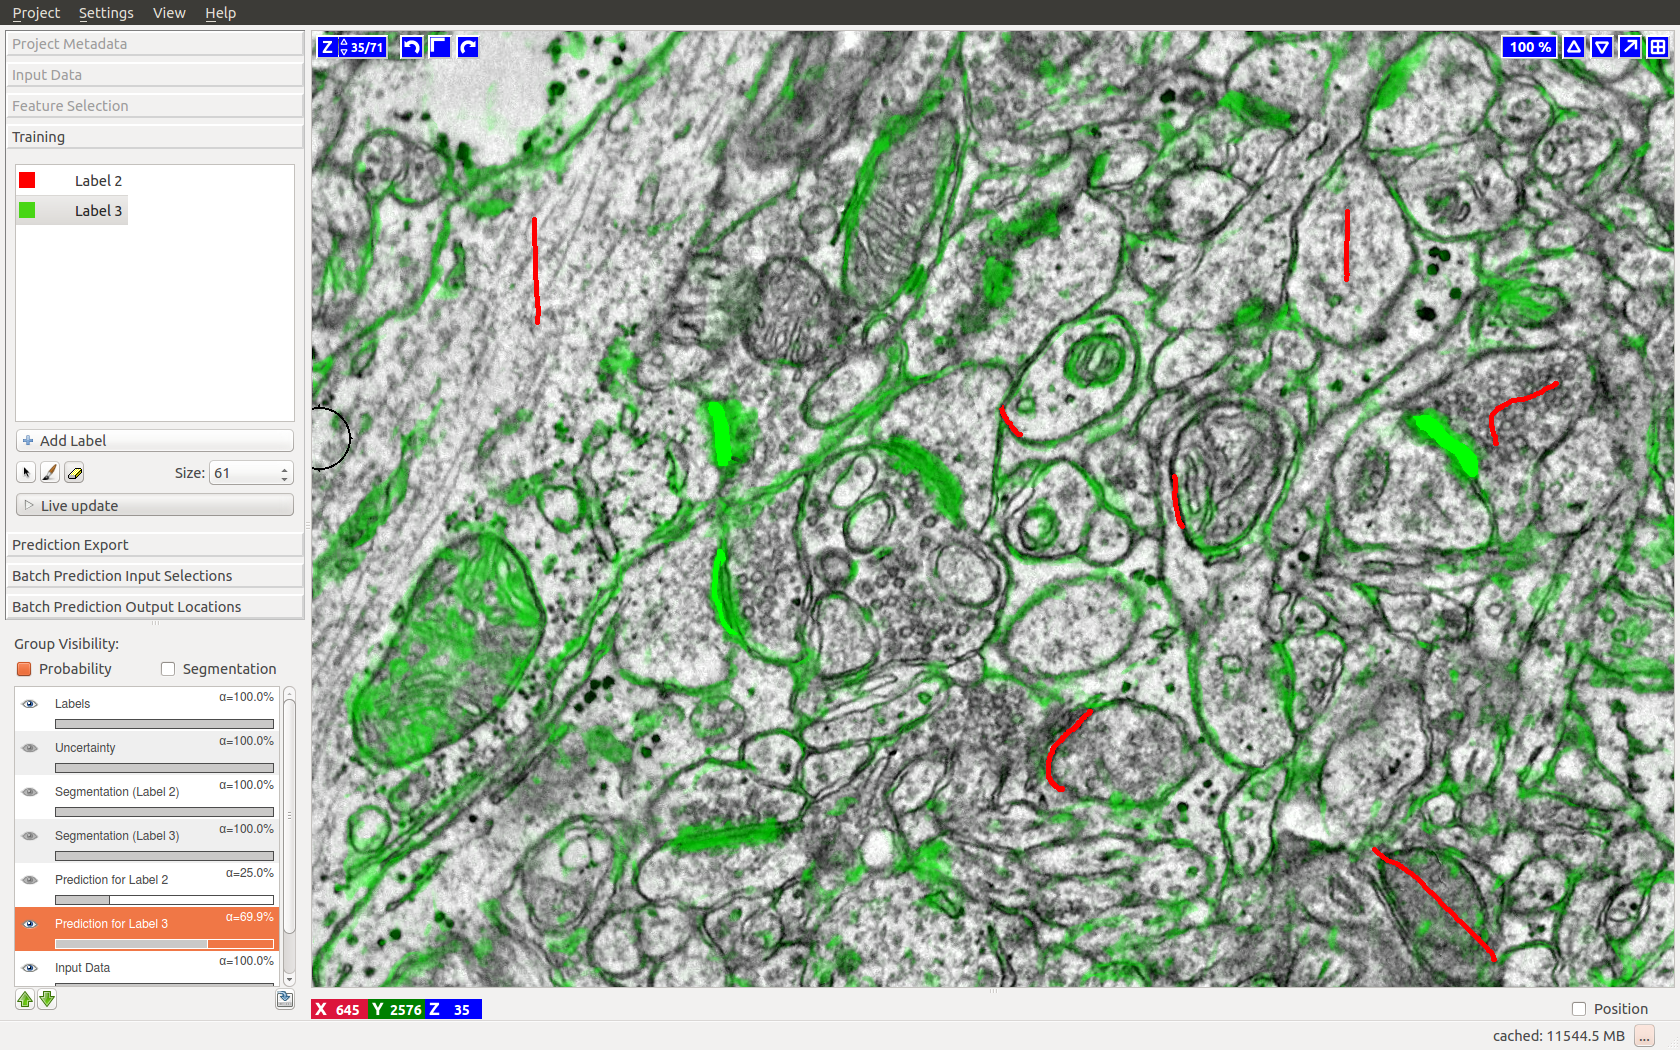 Project Settings View Help
Project Metadata
Input Data
Feature Selection
Training
Label 2
Label 3
Add Label
Size: 61
Live update
Prediction Export
Batch Prediction Input Selections
Batch Prediction Output Locations
Group Visibility:
Probability Segmentation
Labels α=100.0%
Uncertainty α=100.0%
Segmentation (Label 2) α=100.0%
Segmentation (Label 3) α=100.0%
Prediction for Label 2 α=25.0%
Prediction for Label 3 α=69.9%
Input Data α=100.0%
Z 35/71
100 %
X 645 Y 2576 Z 35
Position
cached: 11544.5 MB ...